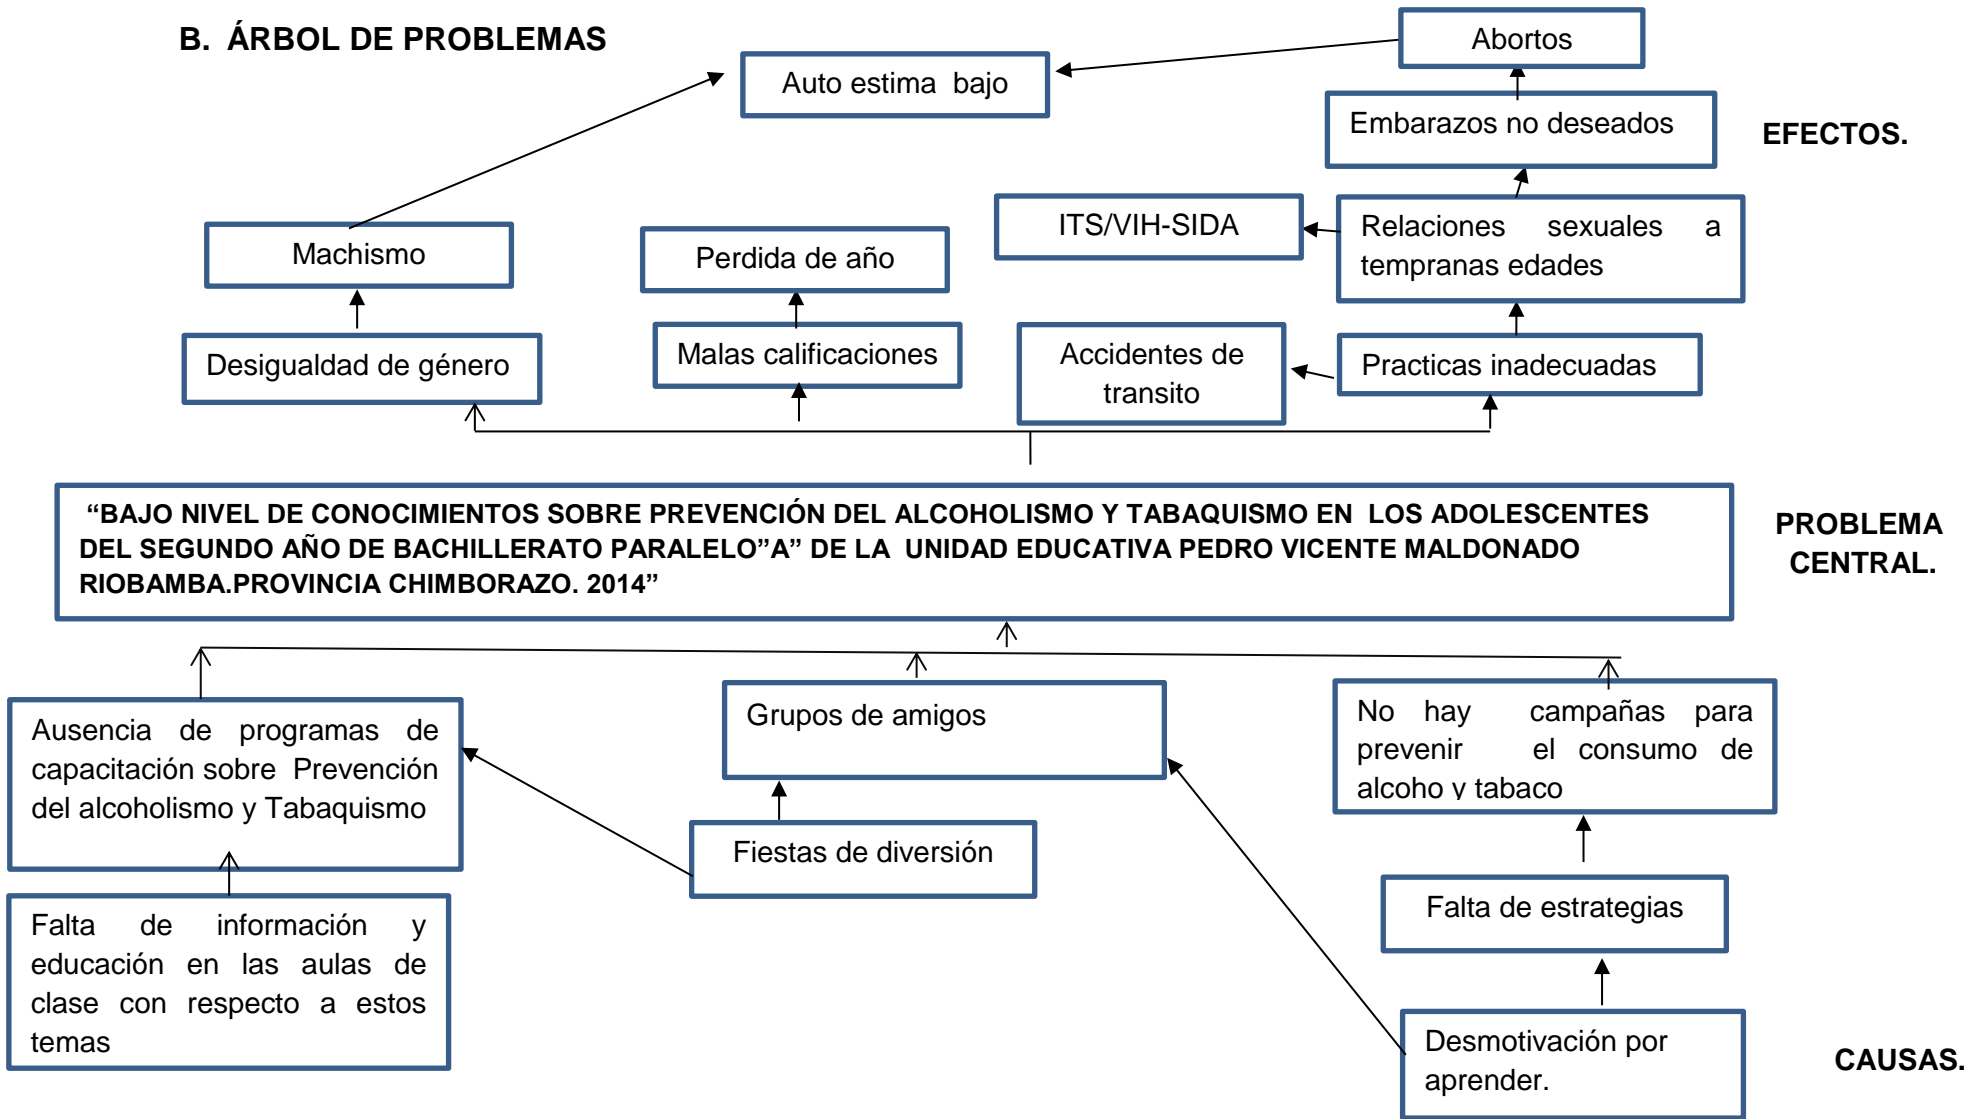 B. ÁRBOL DE PROBLEMAS
Abortos
Auto estima bajo
Embarazos no deseados
EFECTOS.
ITS/VIH-SIDA
Relaciones sexuales a
tempranas edades
Machismo
Perdida de año
Desigualdad de género
Malas calificaciones
Accidentes de
transito
Practicas inadecuadas
“BAJO NIVEL DE CONOCIMIENTOS SOBRE PREVENCIÓN DEL ALCOHOLISMO Y TABAQUISMO EN LOS ADOLESCENTES
DEL SEGUNDO AÑO DE BACHILLERATO PARALELO”A” DE LA UNIDAD EDUCATIVA PEDRO VICENTE MALDONADO
RIOBAMBA.PROVINCIA CHIMBORAZO. 2014”
PROBLEMA
CENTRAL.
Ausencia de programas de
capacitación sobre Prevención
del alcoholismo y Tabaquismo
Grupos de amigos
No hay campañas para
prevenir el consumo de
alcoho y tabaco
Fiestas de diversión
Falta de estrategias
Falta de información y
educación en las aulas de
clase con respecto a estos
temas
Desmotivación por
aprender.
CAUSAS.